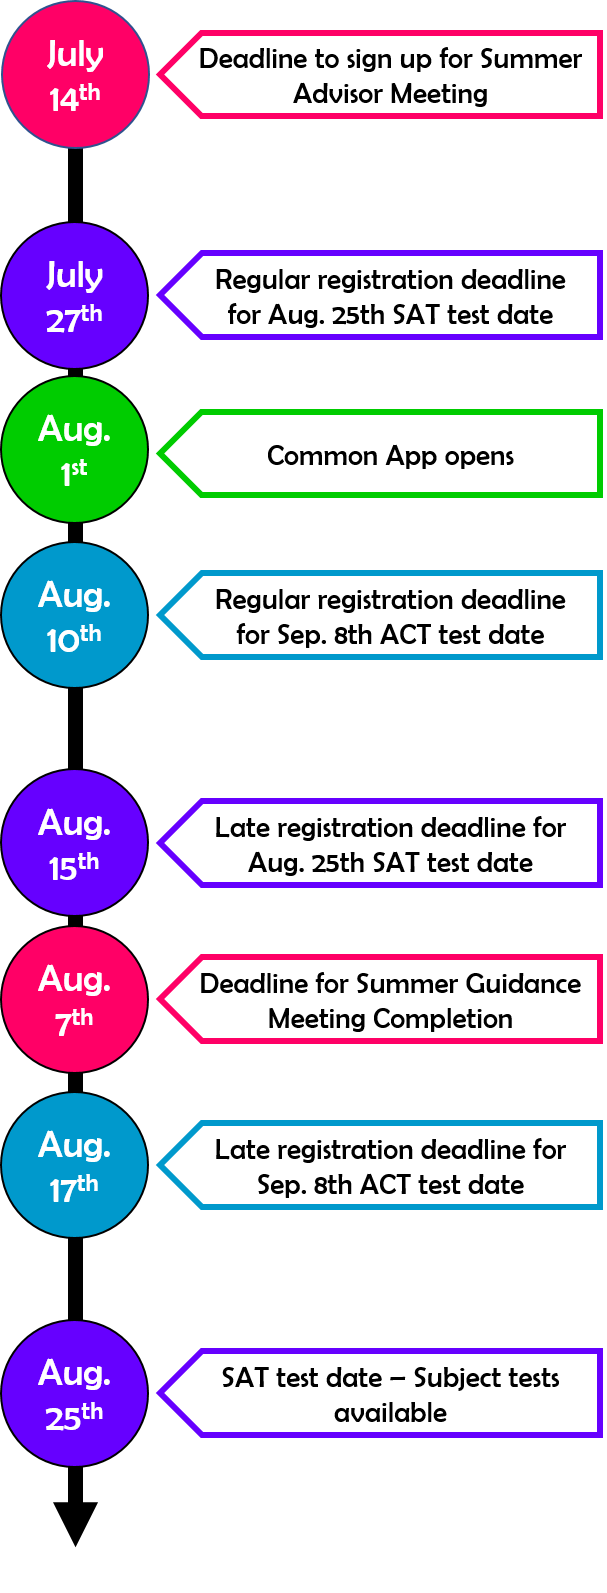 July
14th
Deadline to sign up for Summer
Advisor Meeting
July
27th
Regular registration deadline
for Aug. 25th SAT test date
Aug.
1st
Common App opens
Aug.
10th
Regular registration deadline
for Sep. 8th ACT test date
Aug.
15th
Late registration deadline for
Aug. 25th SAT test date
Aug.
7th
Deadline for Summer Guidance
Meeting Completion
Aug.
17th
Late registration deadline for
Sep. 8th ACT test date
Aug.
25th
SAT test date – Subject tests
available